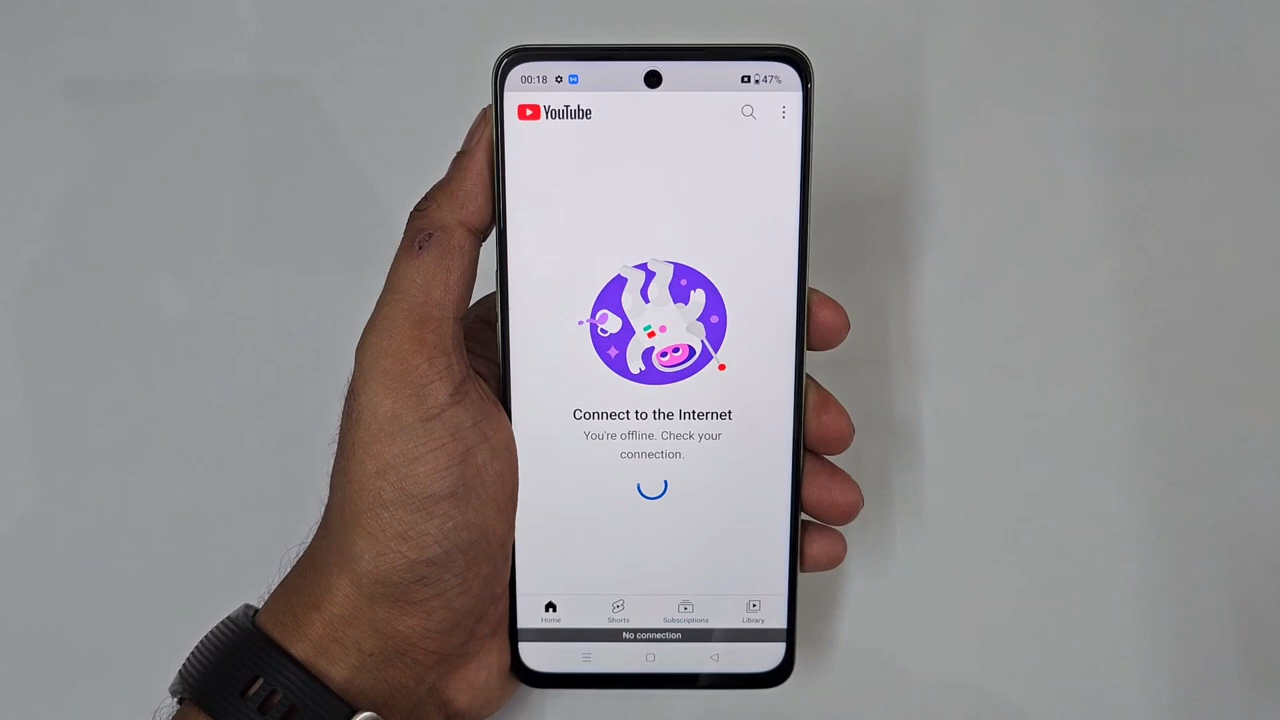 00:18
47%
YouTube
Connect to the Internet
You're offline. Check your
connection.
Home Shorts Subscriptions Library
No connection